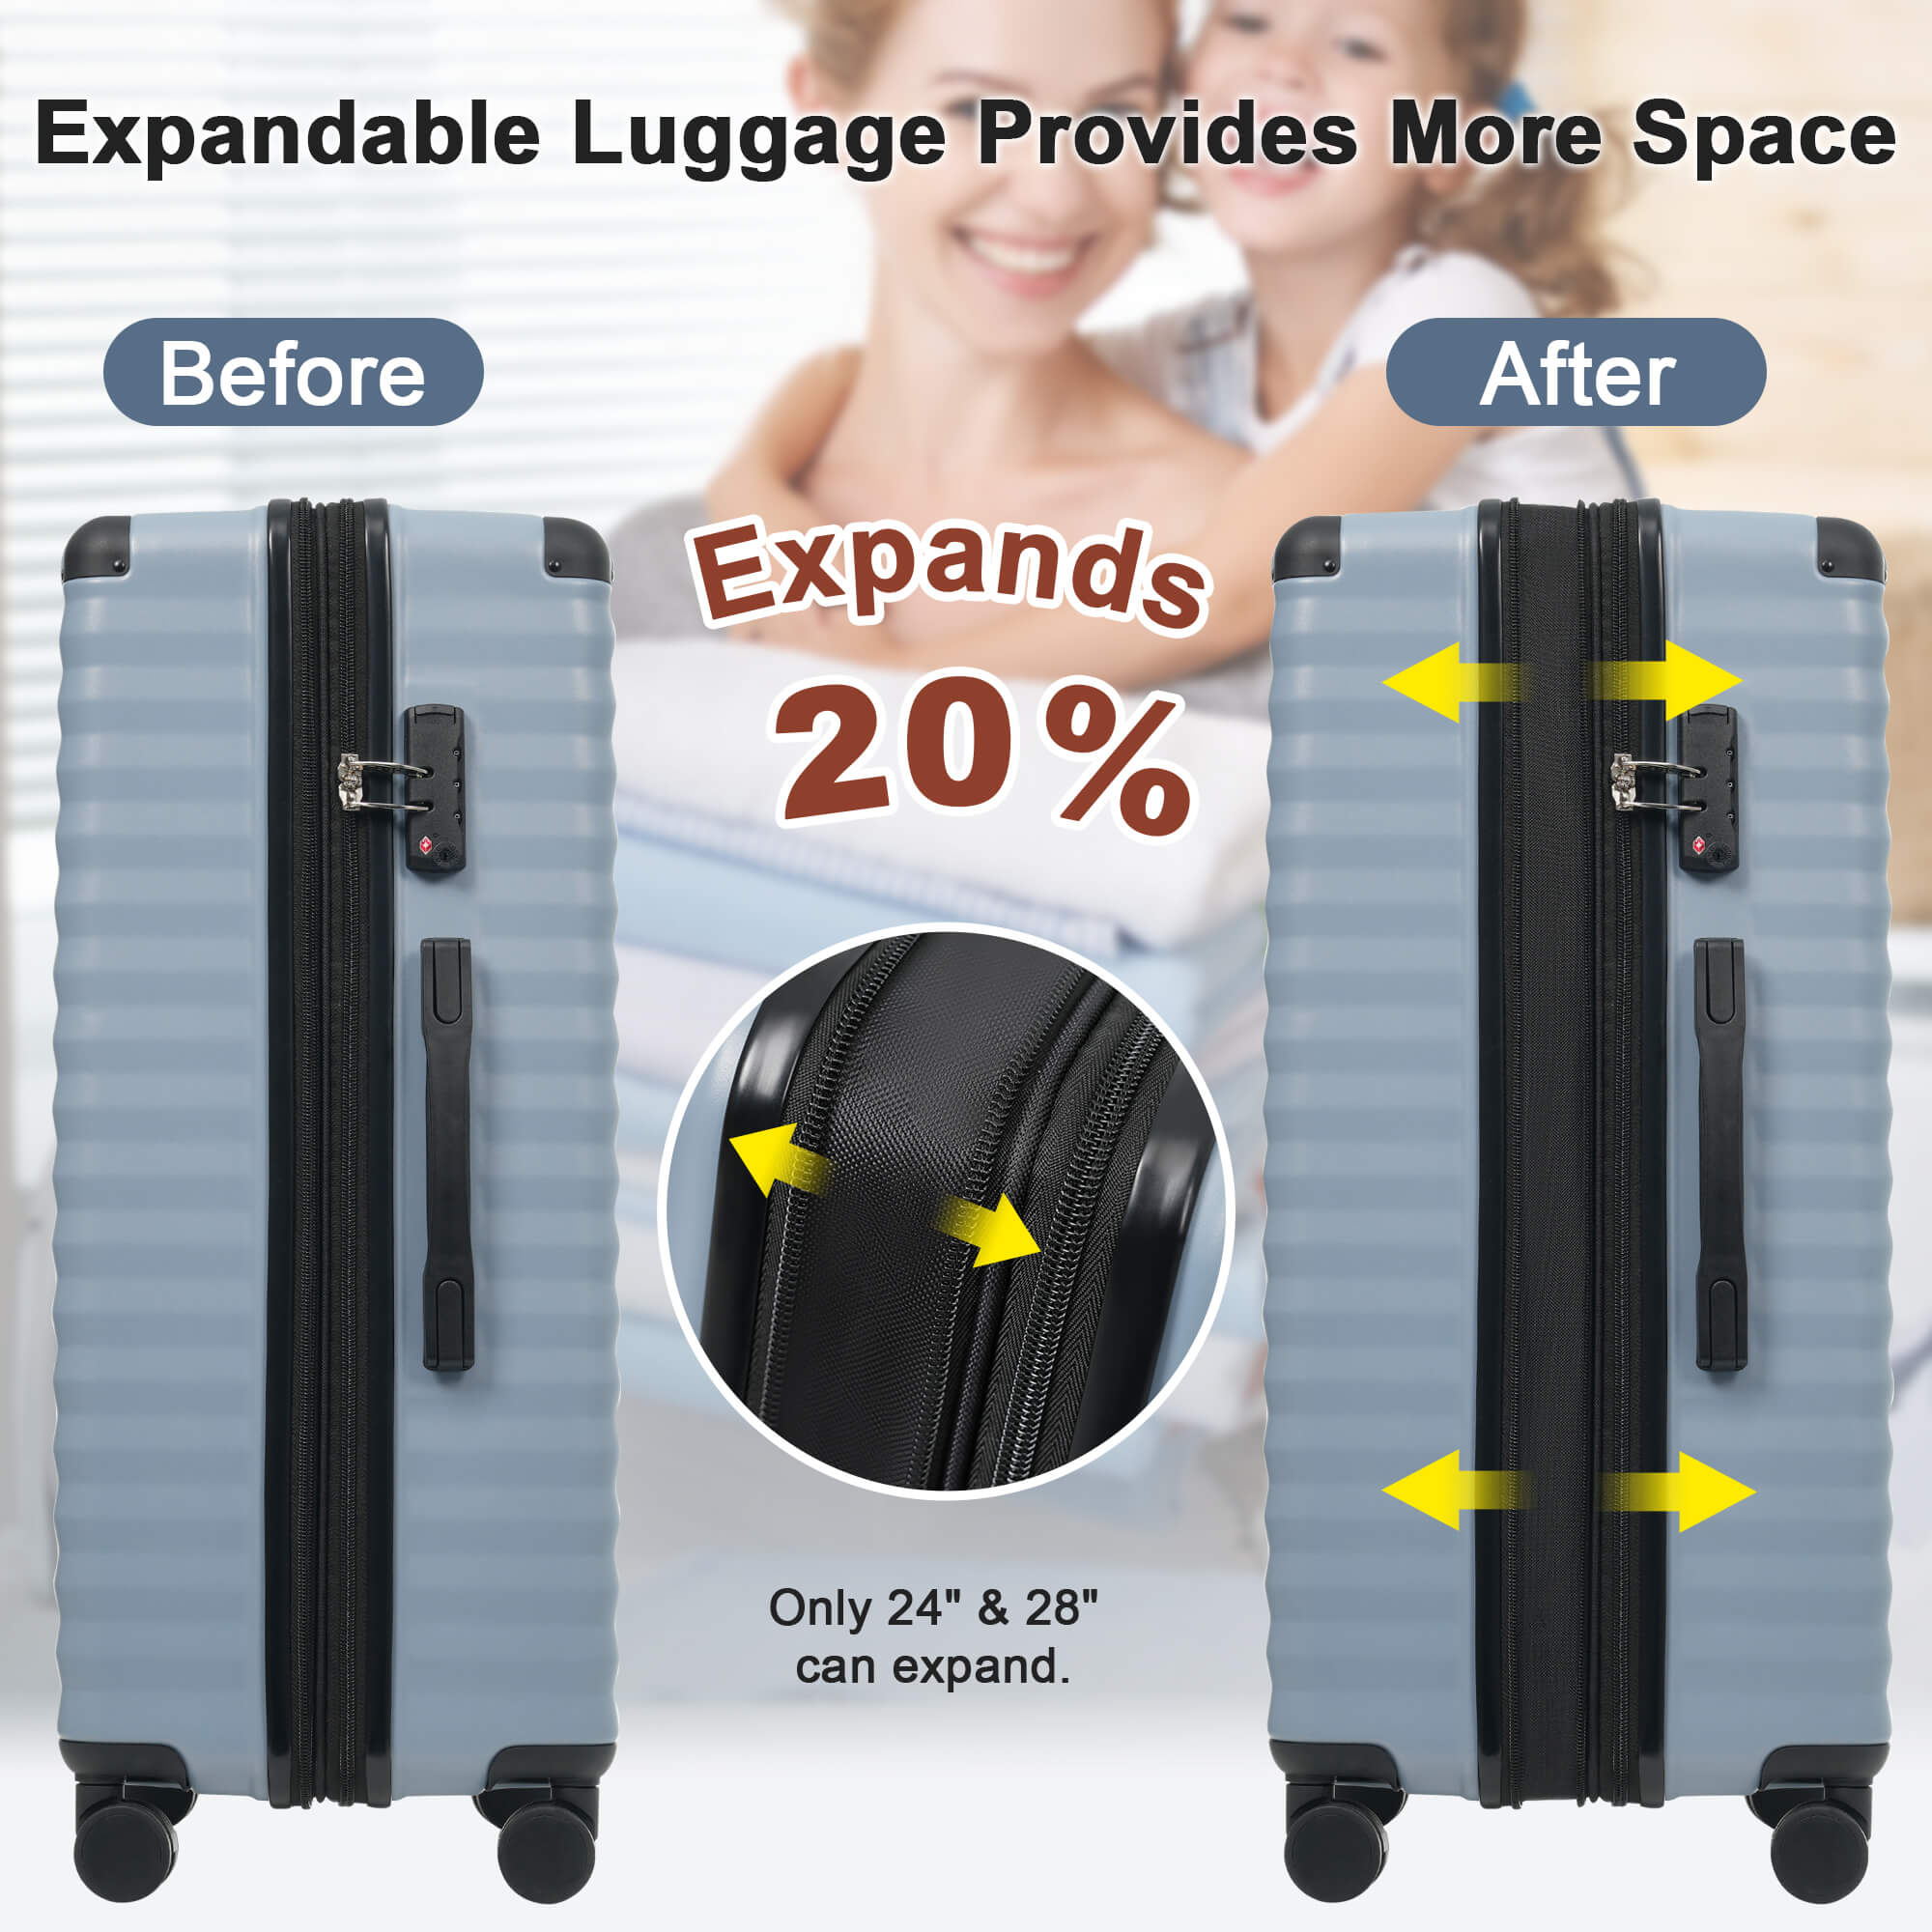 Expandable Luggage Provides More Space
Before
After
Expands
20%
Only 24" & 28"
can expand.